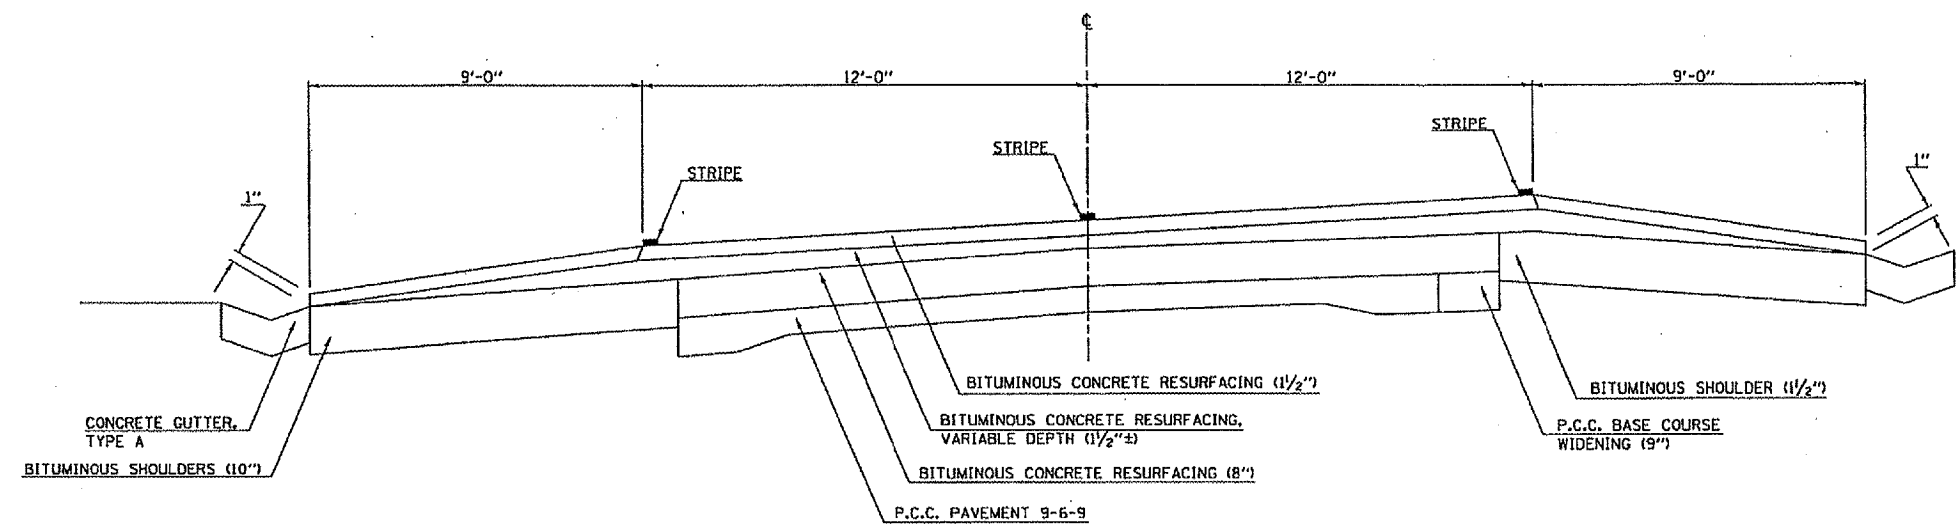 ℄
9'-0" 12'-0" 12'-0" 9'-0"
STRIPE
STRIPE
STRIPE
1"
1"
BITUMINOUS CONCRETE RESURFACING (1½")
BITUMINOUS SHOULDER (1½")
CONCRETE GUTTER,
TYPE A
BITUMINOUS CONCRETE RESURFACING,
VARIABLE DEPTH (1½"±)
P.C.C. BASE COURSE
WIDENING (9")
BITUMINOUS SHOULDERS (10")
BITUMINOUS CONCRETE RESURFACING (8")
P.C.C. PAVEMENT 9-6-9